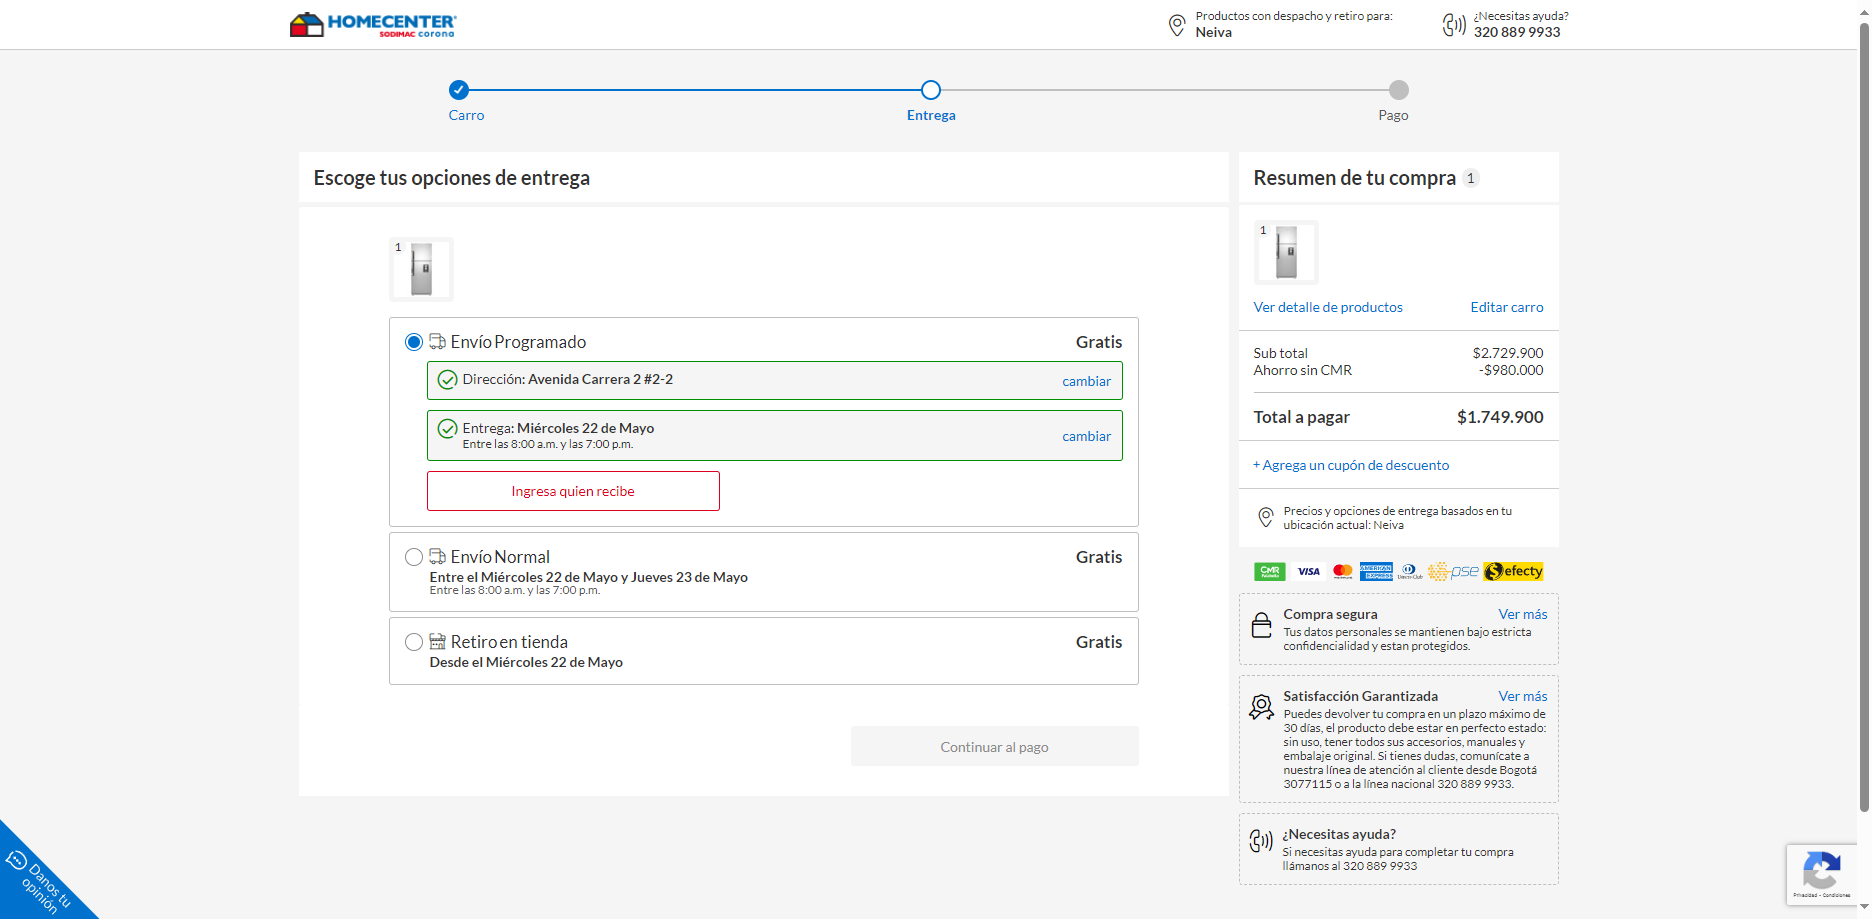 HOMECENTER
SODIMAC corona
Productos con despacho y retiro para:
Neiva
¿Necesitas ayuda?
320 889 9933
Carro
Entrega
Pago
Escoge tus opciones de entrega
1
Envío Programado
Gratis
Dirección: Avenida Carrera 2 #2-2
cambiar
Entrega: Miércoles 22 de Mayo
Entre las 8:00 a.m. y las 7:00 p.m.
cambiar
Ingresa quien recibe
Envío Normal
Gratis
Entre el Miércoles 22 de Mayo y Jueves 23 de Mayo
Entre las 8:00 a.m. y las 7:00 p.m.
Retiro en tienda
Gratis
Desde el Miércoles 22 de Mayo
Continuar al pago
Resumen de tu compra 1
1
Ver detalle de productos
Editar carro
Sub total
$2.729.900
Ahorro sin CMR
-$980.000
Total a pagar
$1.749.900
+ Agrega un cupón de descuento
Precios y opciones de entrega basados en tu
ubicación actual: Neiva
CMR
VISA
AMERICAN EXPRESS
pse
efecty
Compra segura
Ver más
Tus datos personales se mantienen bajo estricta
confidencialidad y estan protegidos.
Satisfacción Garantizada
Ver más
Puedes devolver tu compra en un plazo máximo de
30 días, el producto debe estar en perfecto estado:
sin uso, tener todos sus accesorios, manuales y
embalaje original. Si tienes dudas, comunícate a
nuestra línea de atención al cliente desde Bogotá
3077115 o a la línea nacional 320 889 9933.
¿Necesitas ayuda?
Si necesitas ayuda para completar tu compra
llámanos al 320 889 9933
Danos tu
opinión
Privacidad - Condiciones